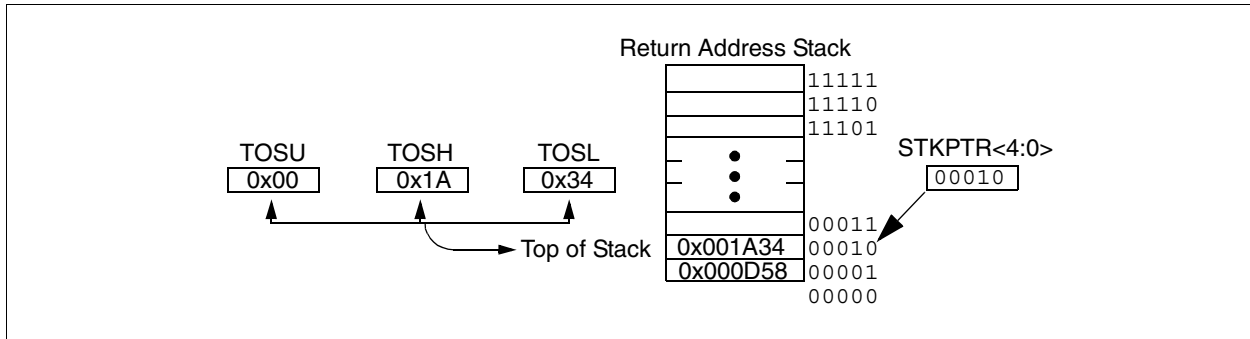 Return Address Stack
11111
11110
11101
TOSU TOSH TOSL
0x00 0x1A 0x34
STKPTR<4:0>
00010
00011
Top of Stack 0x001A34 00010
0x000D58 00001
00000